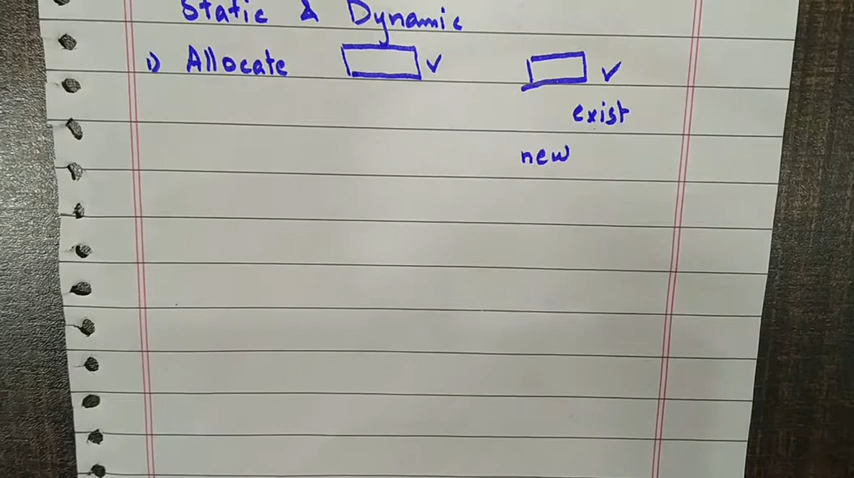 Static & Dynamic
1) Allocate ✓ ✓
exist
new